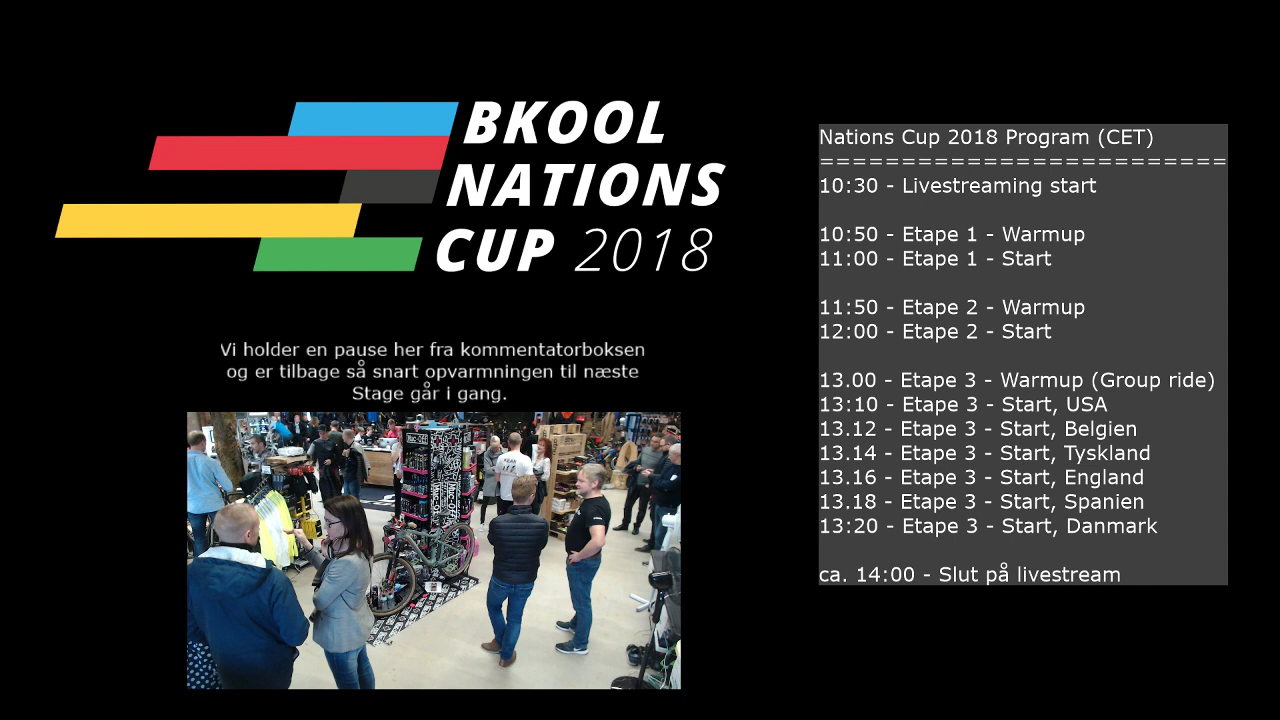 BKOOL
NATIONS
CUP 2018
Vi holder en pause her fra kommentatorboksen
og er tilbage så snart opvarmningen til næste
Stage går i gang.
MUC-OFF
Nations Cup 2018 Program (CET)
=========================
10:30 - Livestreaming start
10:50 - Etape 1 - Warmup
11:00 - Etape 1 - Start
11:50 - Etape 2 - Warmup
12:00 - Etape 2 - Start
13.00 - Etape 3 - Warmup (Group ride)
13:10 - Etape 3 - Start, USA
13.12 - Etape 3 - Start, Belgien
13.14 - Etape 3 - Start, Tyskland
13.16 - Etape 3 - Start, England
13.18 - Etape 3 - Start, Spanien
13:20 - Etape 3 - Start, Danmark
ca. 14:00 - Slut på livestream